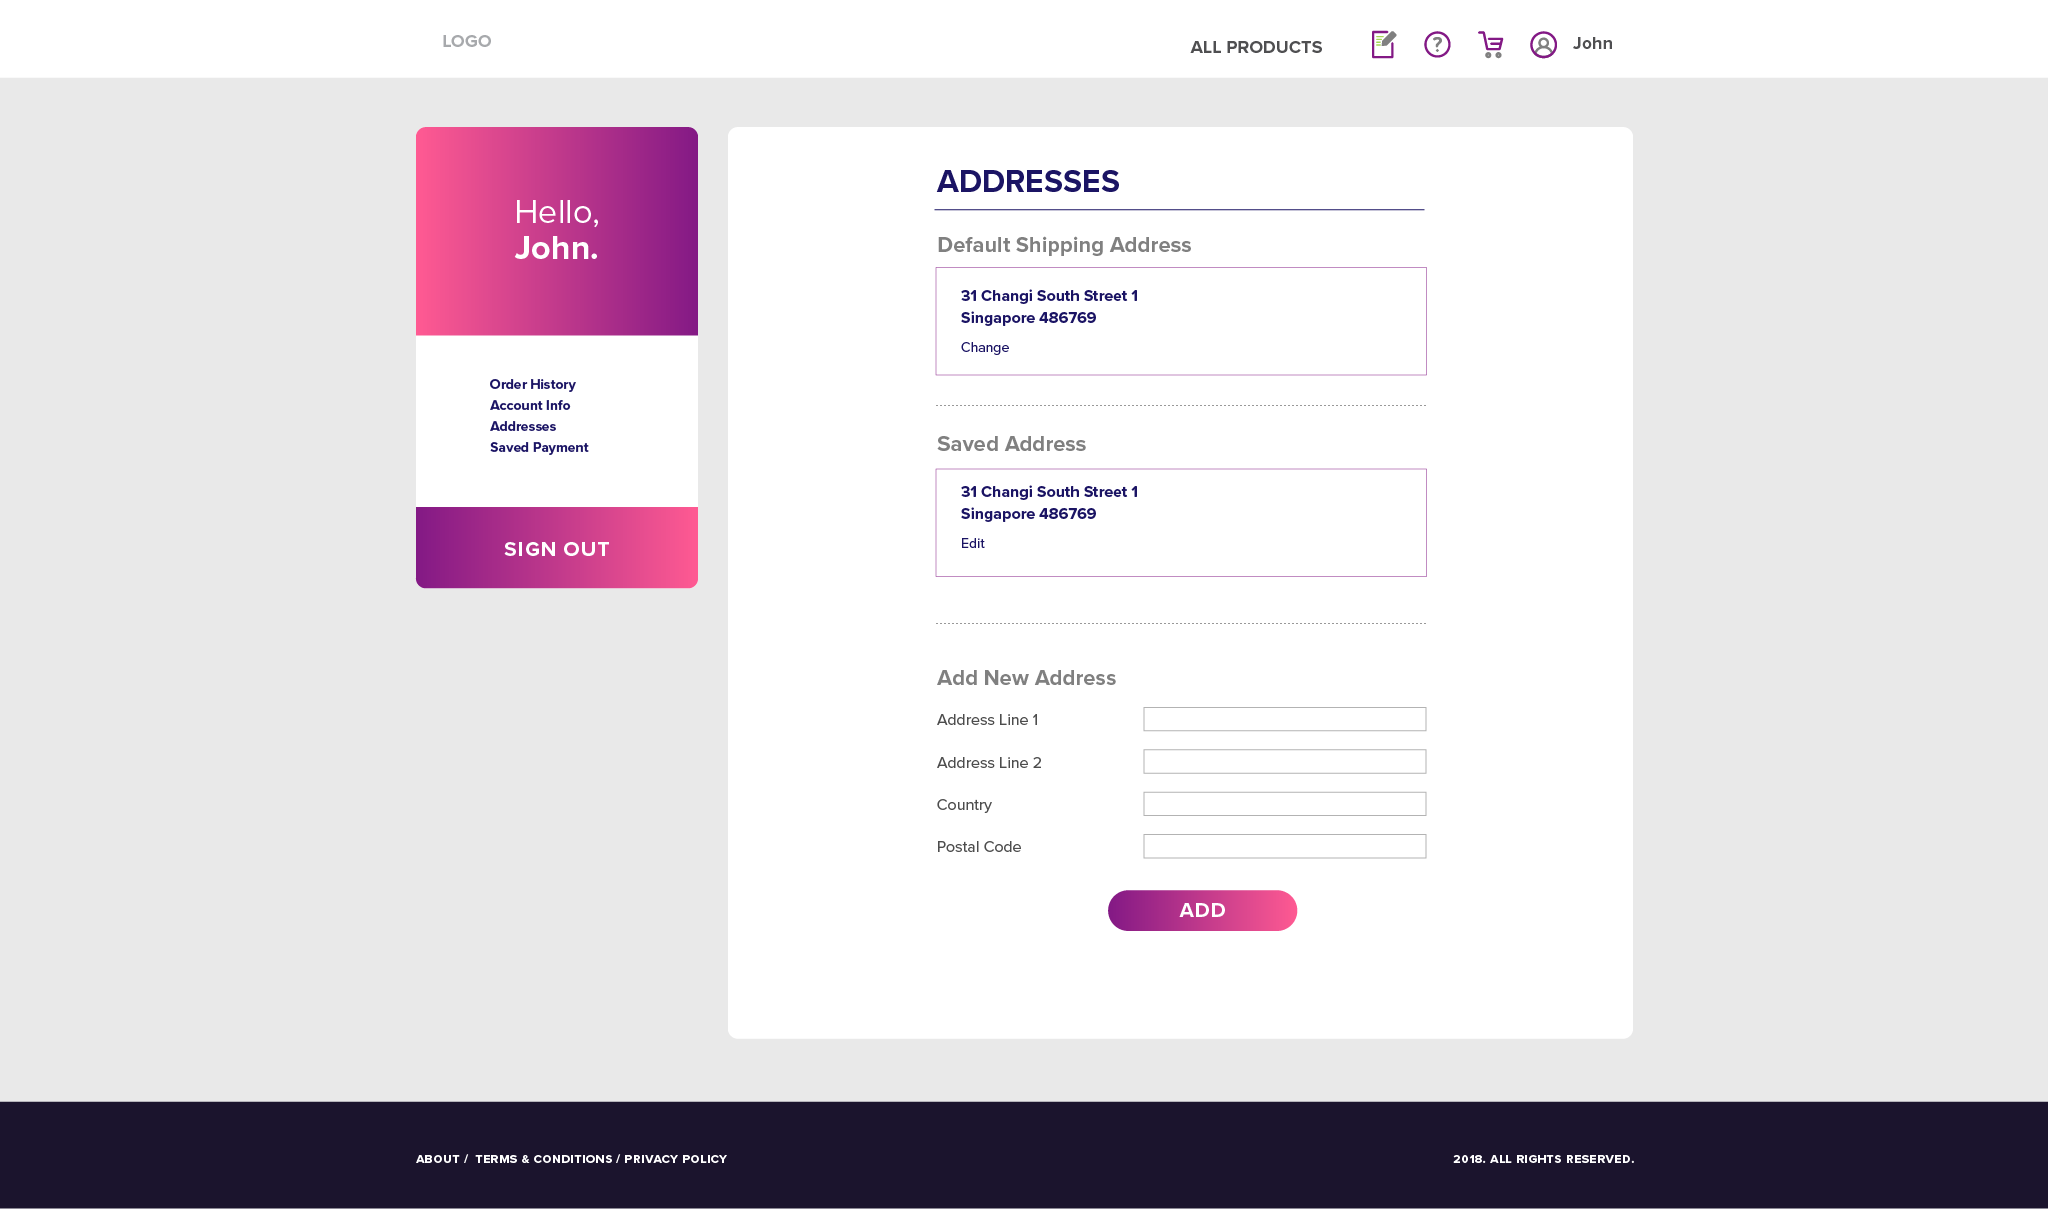 LOGO
ALL PRODUCTS
John
Hello,
John.
Order History
Account Info
Addresses
Saved Payment
SIGN OUT
ADDRESSES
Default Shipping Address
31 Changi South Street 1
Singapore 486769
Change
Saved Address
31 Changi South Street 1
Singapore 486769
Edit
Add New Address
Address Line 1
Address Line 2
Country
Postal Code
ADD
ABOUT / TERMS & CONDITIONS / PRIVACY POLICY
2018. ALL RIGHTS RESERVED.